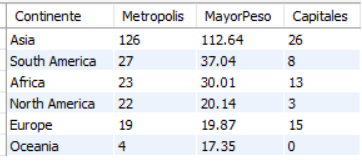 Continente Metropolis MayorPeso Capitales
Asia 126 112.64 26
South America 27 37.04 8
Africa 23 30.01 13
North America 22 20.14 3
Europe 19 19.87 15
Oceania 4 17.35 0